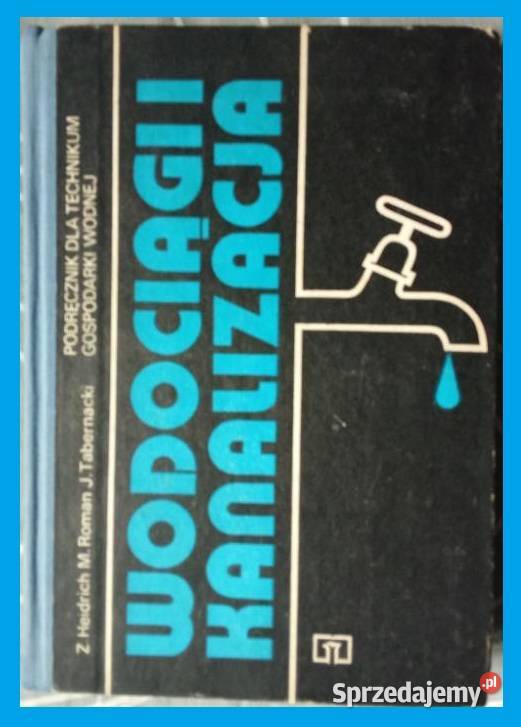 Z. Heidrich M. Roman J. Tabernacki
PODRĘCZNIK DLA TECHNIKUM
GOSPODARKI WODNEJ
WODOCIĄGI I
KANALIZACJA
Sprzedajemy.pl